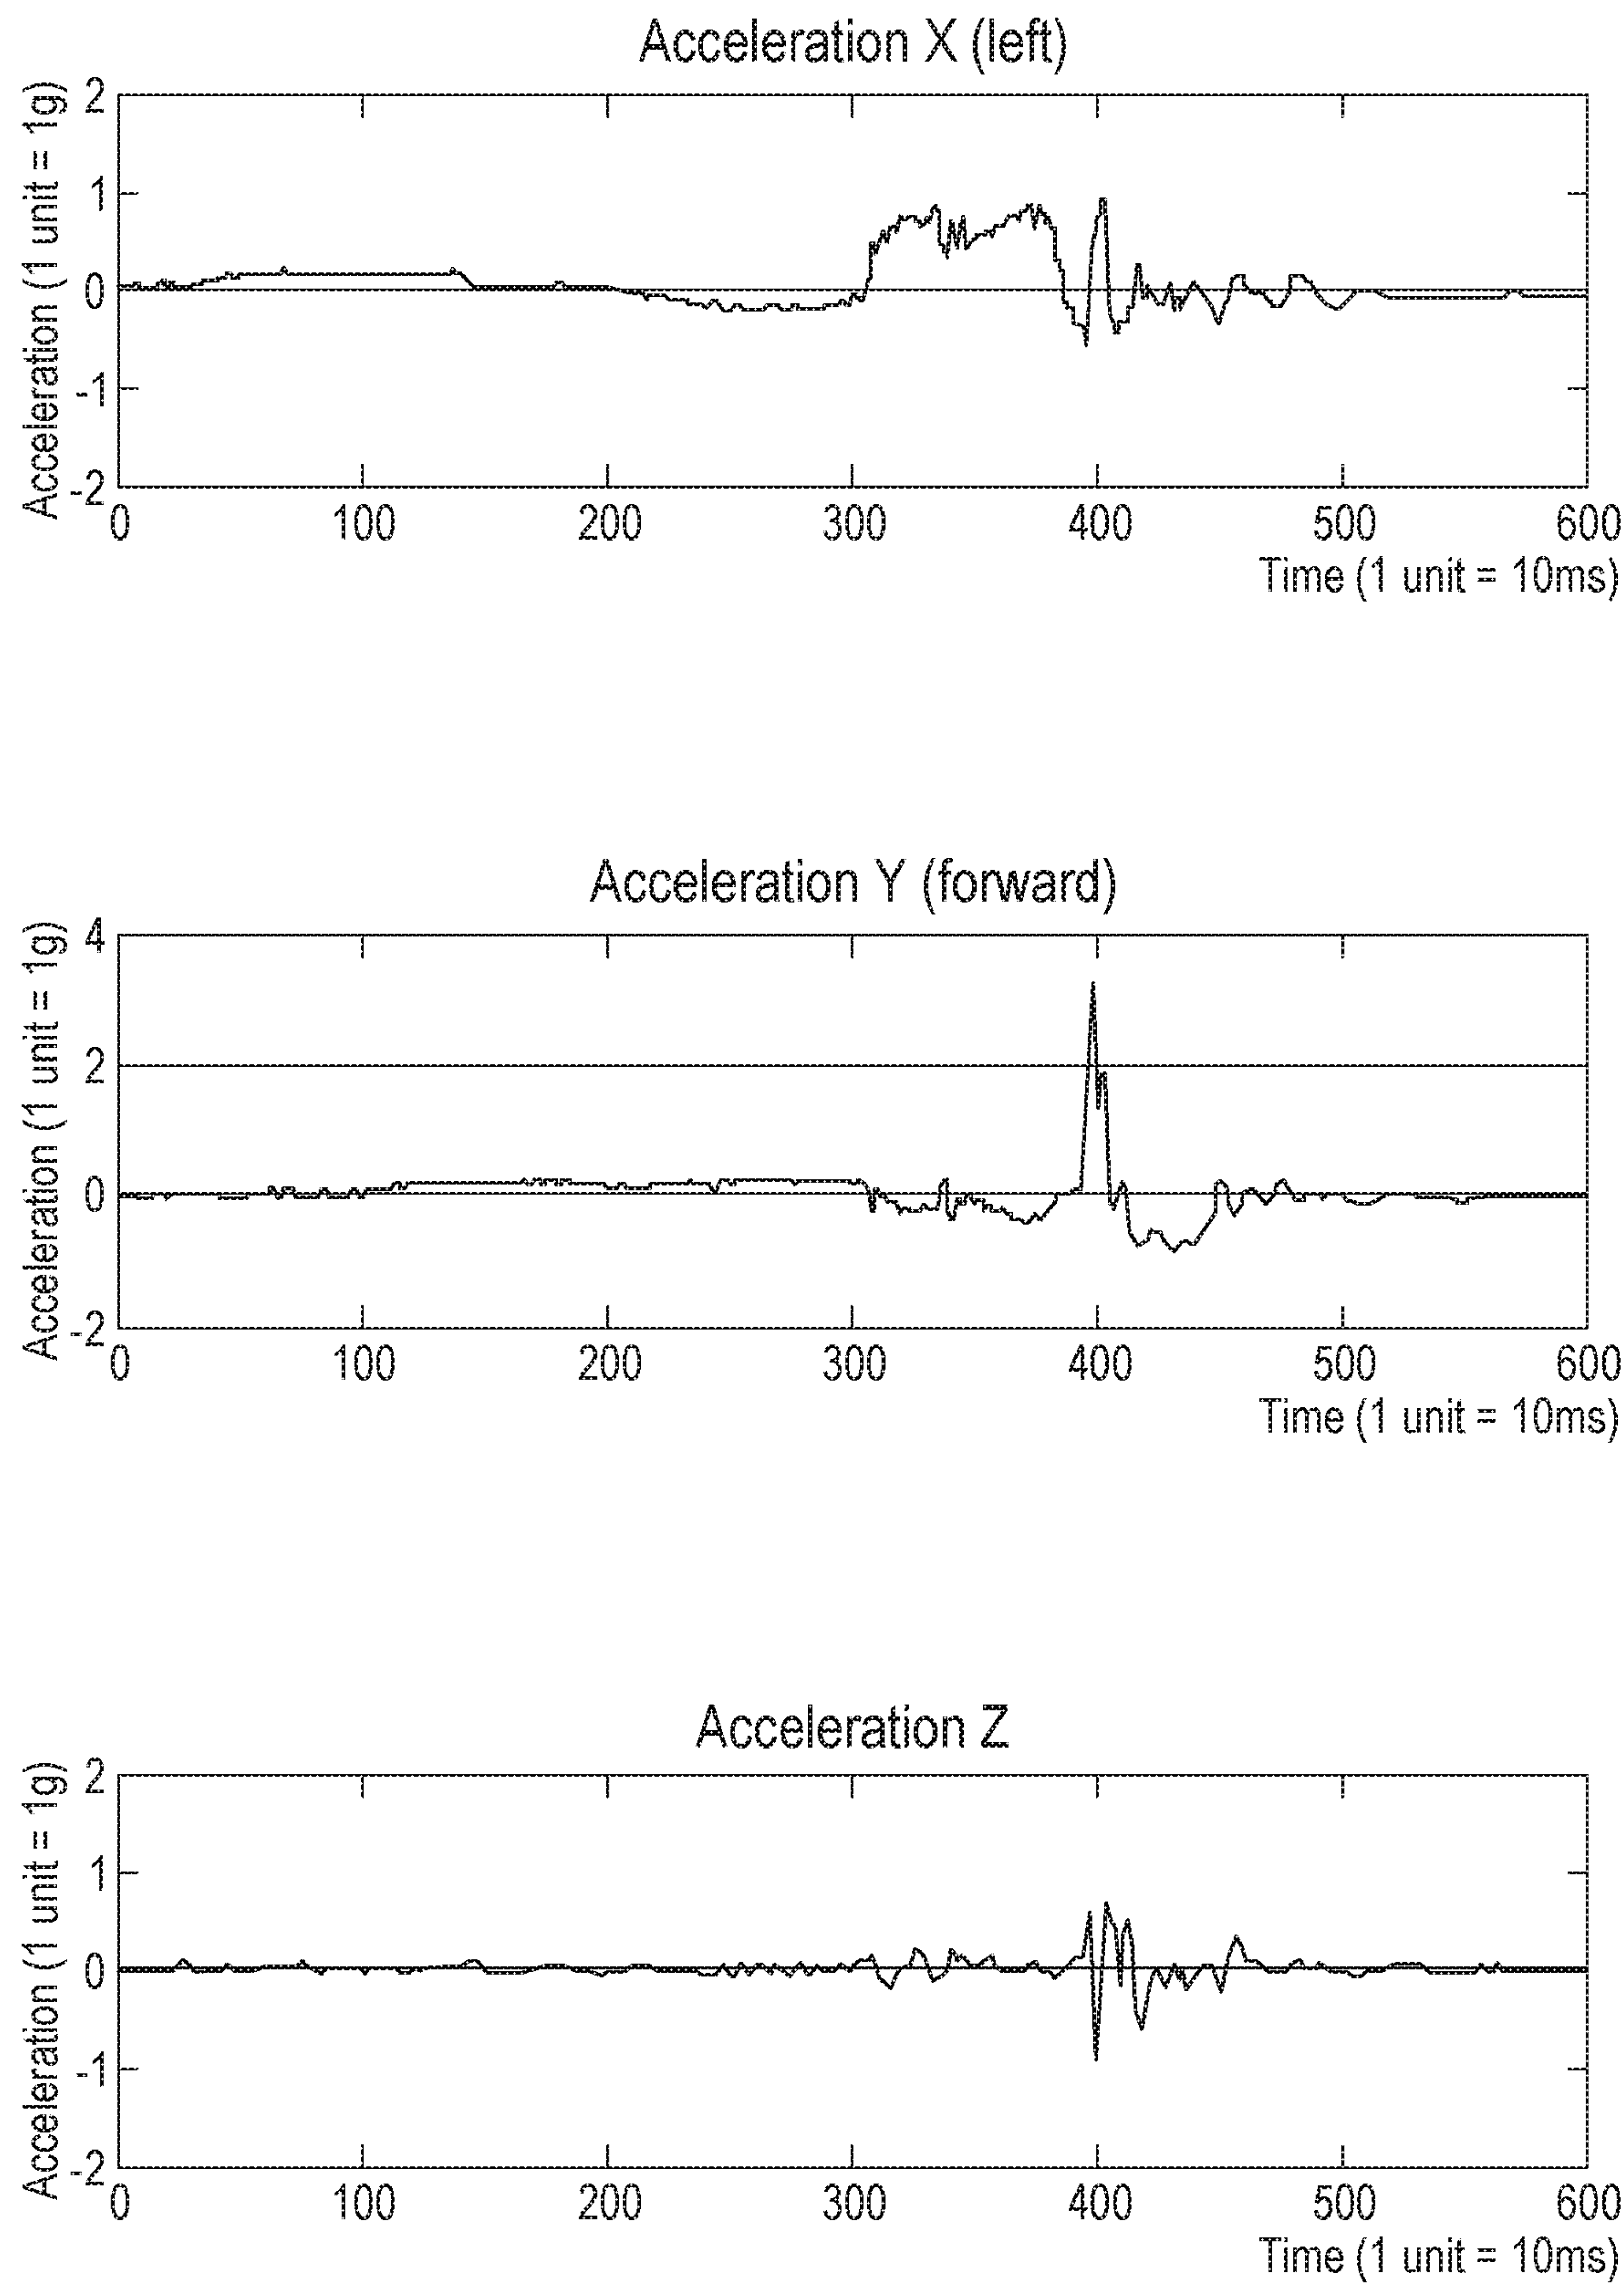 Acceleration X (left)
Acceleration (1 unit = 1g)
2
1
0
-1
-2
0 100 200 300 400 500 600
Time (1 unit = 10ms)
Acceleration Y (forward)
Acceleration (1 unit = 1g)
4
2
0
-2
0 100 200 300 400 500 600
Time (1 unit = 10ms)
Acceleration Z
Acceleration (1 unit = 1g)
2
1
0
-1
-2
0 100 200 300 400 500 600
Time (1 unit = 10ms)